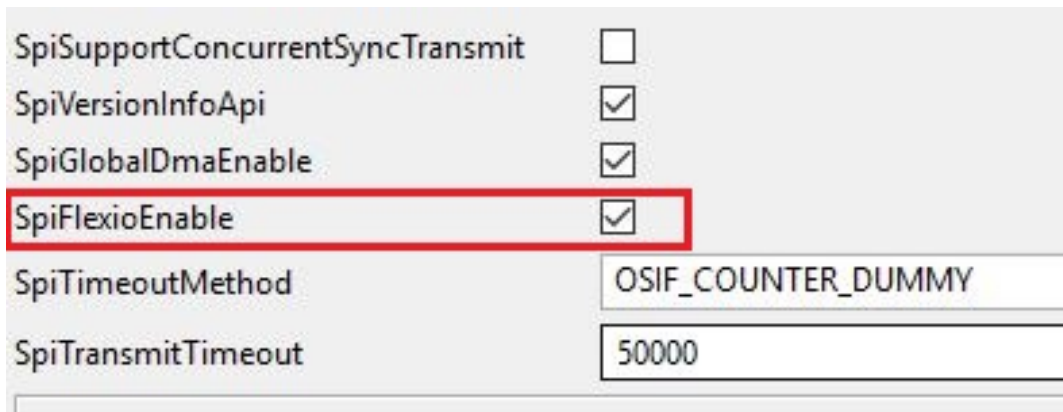 SpiSupportConcurrentSyncTransmit
SpiVersionInfoApi
SpiGlobalDmaEnable
SpiFlexioEnable
SpiTimeoutMethod OSIF_COUNTER_DUMMY
SpiTransmitTimeout 50000